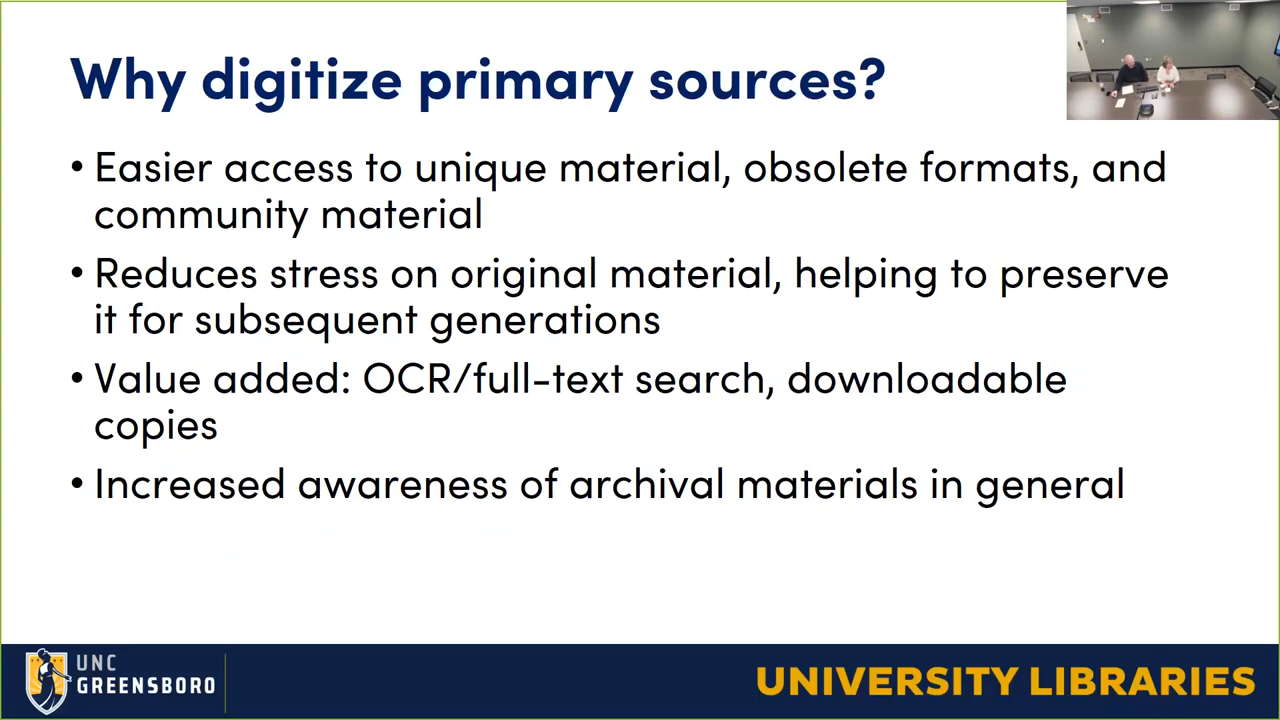 Why digitize primary sources?
• Easier access to unique material, obsolete formats, and
community material
• Reduces stress on original material, helping to preserve
it for subsequent generations
• Value added: OCR/full-text search, downloadable
copies
• Increased awareness of archival materials in general
UNC
GREENSBORO
UNIVERSITY LIBRARIES